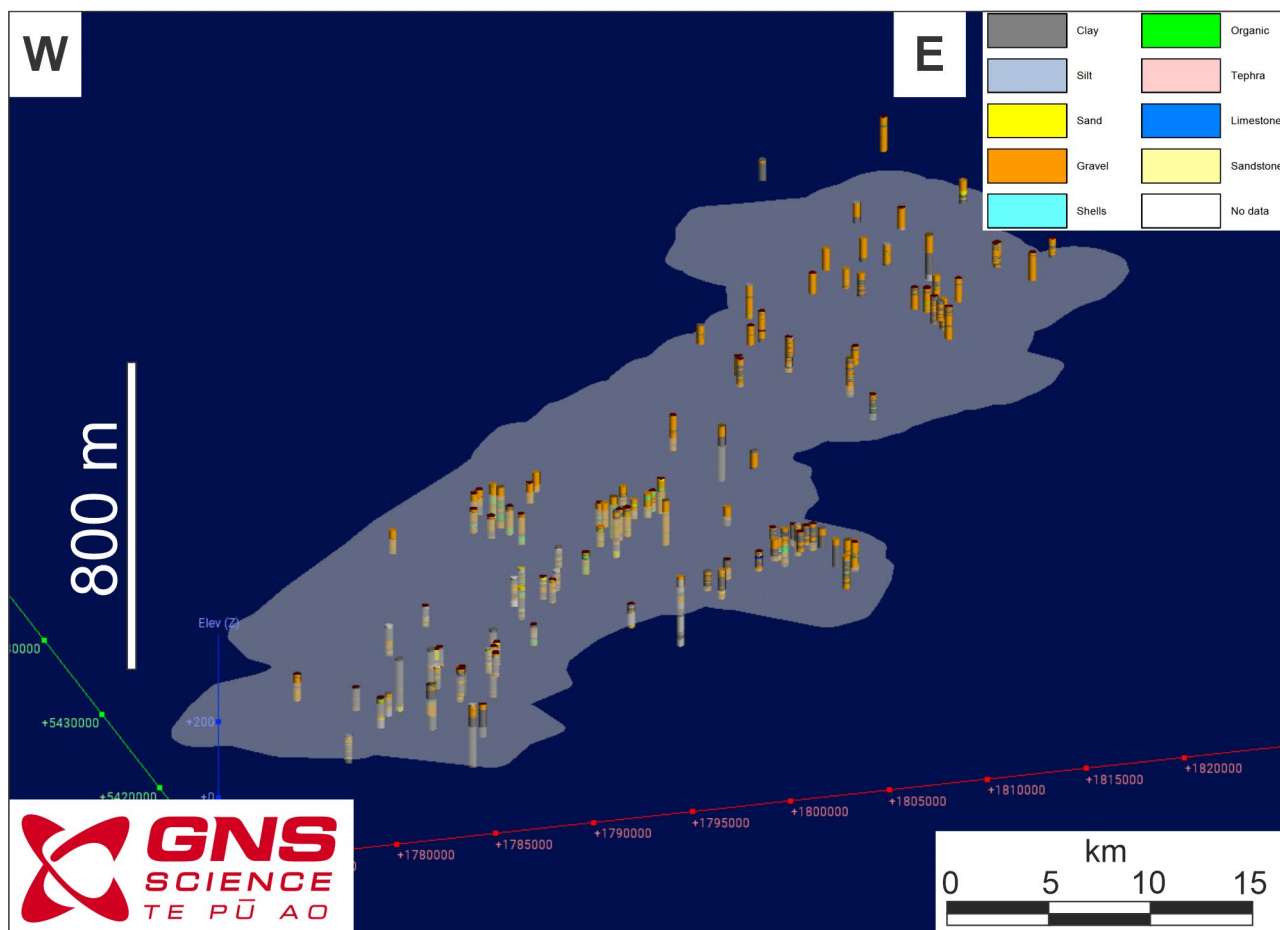 W
E
Clay
Organic
Silt
Tephra
Sand
Limestone
Gravel
Sandstone
Shells
No data
800 m
Elev (Z)
+5430000
+200
+5420000
+0
+1780000
+1785000
+1790000
+1795000
+1800000
+1805000
+1810000
+1815000
+1820000
GNS
SCIENCE
TE PŪ AO
km
0 5 10 15